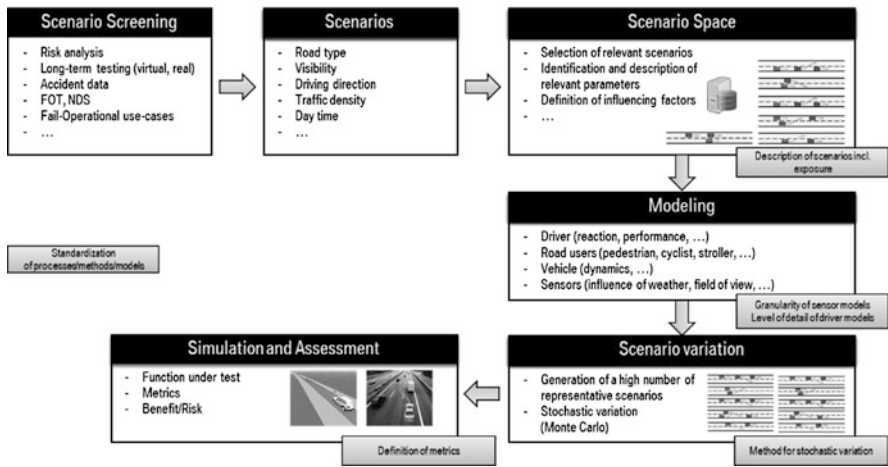 Scenario Screening
- Risk analysis
- Long-term testing (virtual, real)
- Accident data
- FOT, NDS
- Fail-Operational use-cases
- ...
Scenarios
- Road type
- Visibility
- Driving direction
- Traffic density
- Day time
- ...
Scenario Space
- Selection of relevant scenarios
- Identification and description of
relevant parameters
- Definition of influencing factors
- ...
Description of scenarios incl.
exposure
Modeling
- Driver (reaction, performance, ...)
- Road users (pedestrian, cyclist, stroller, ...)
- Vehicle (dynamics, ...)
- Sensors (influence of weather, field of view, ...)
Granularity of sensor models
Level of detail of driver models
Standardization
of processes/methods/models
Scenario variation
- Generation of a high number of
representative scenarios
- Stochastic variation
(Monte Carlo)
Method for stochastic variation
Simulation and Assessment
- Function under test
- Metrics
- Benefit/Risk
Definition of metrics